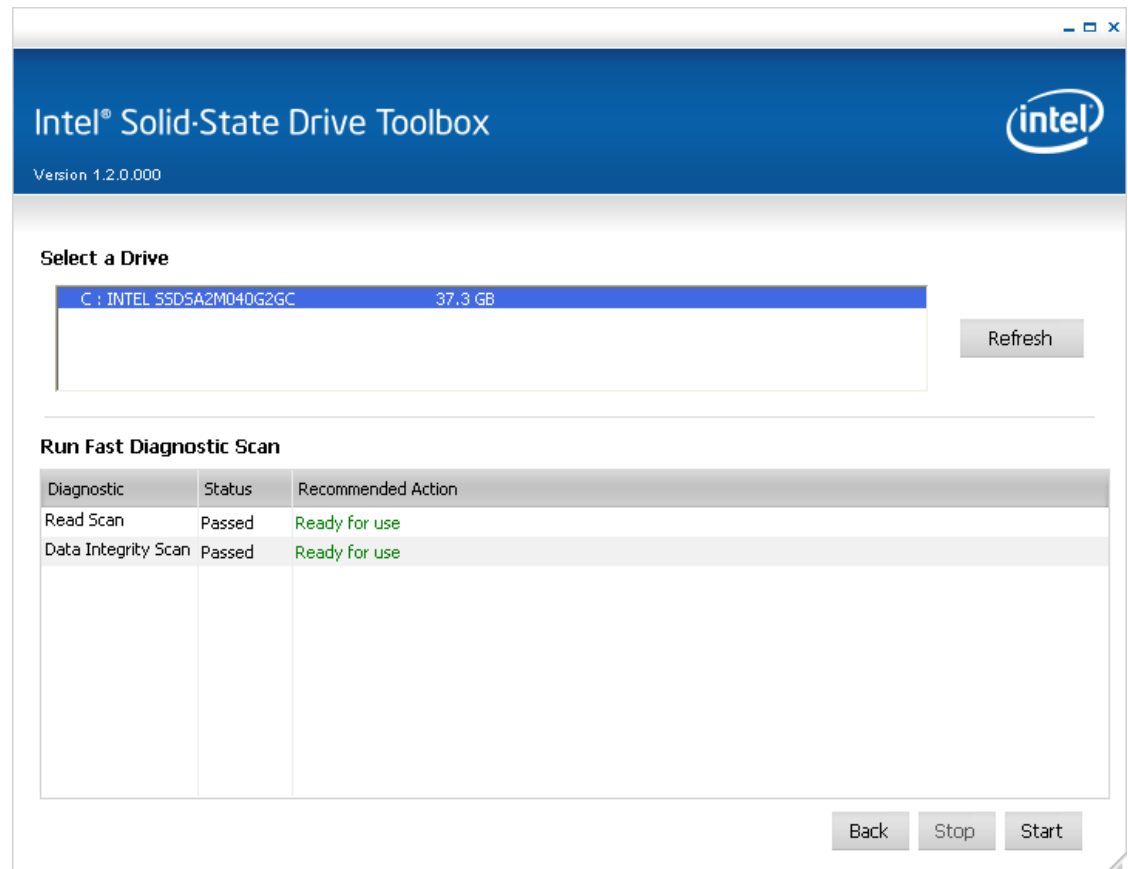 Intel® Solid-State Drive Toolbox
intel
Version 1.2.0.000
Select a Drive
C : INTEL SSDSA2M040G2GC 37.3 GB
Refresh
Run Fast Diagnostic Scan
Diagnostic Status Recommended Action
Read Scan Passed Ready for use
Data Integrity Scan Passed Ready for use
Back Stop Start